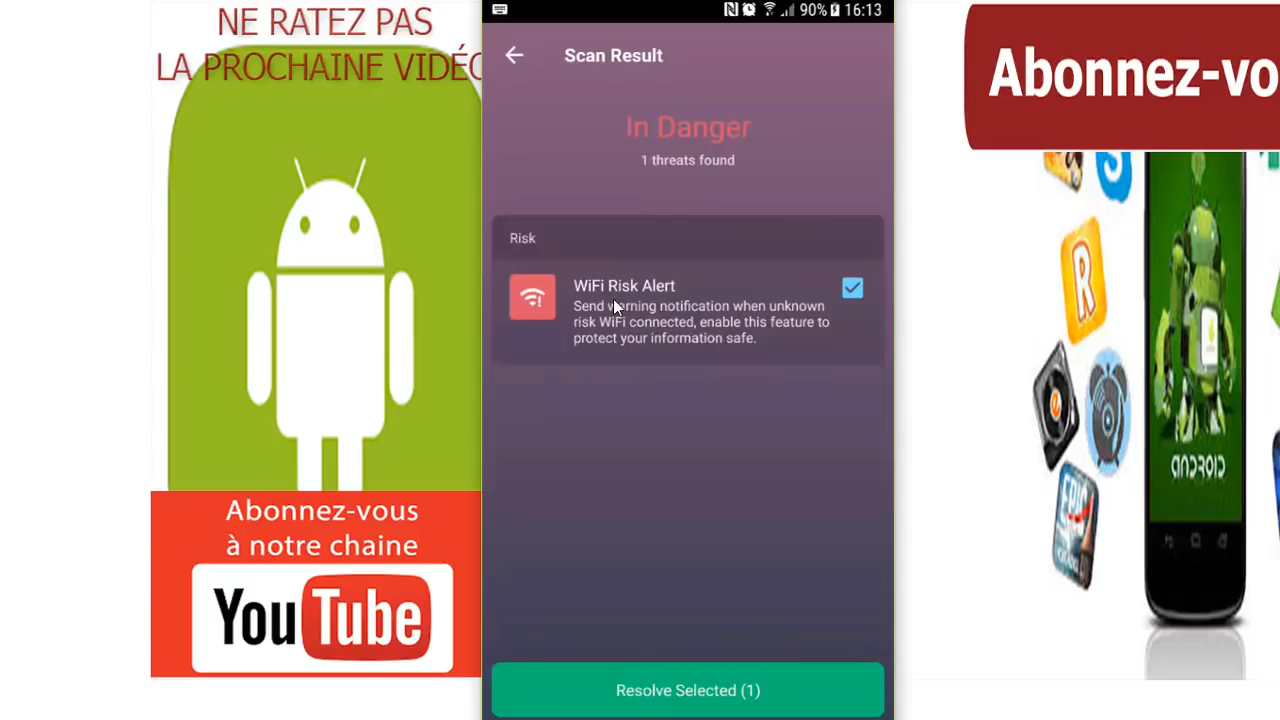 NE RATEZ PAS
LA PROCHAINE VIDÉO
90% 16:13
Scan Result
Abonnez-vo
In Danger
1 threats found
Risk
WiFi Risk Alert
Send warning notification when unknown
risk WiFi connected, enable this feature to
protect your information safe.
ANDROID
EPIC
Abonnez-vous
à notre chaine
YouTube
Resolve Selected (1)